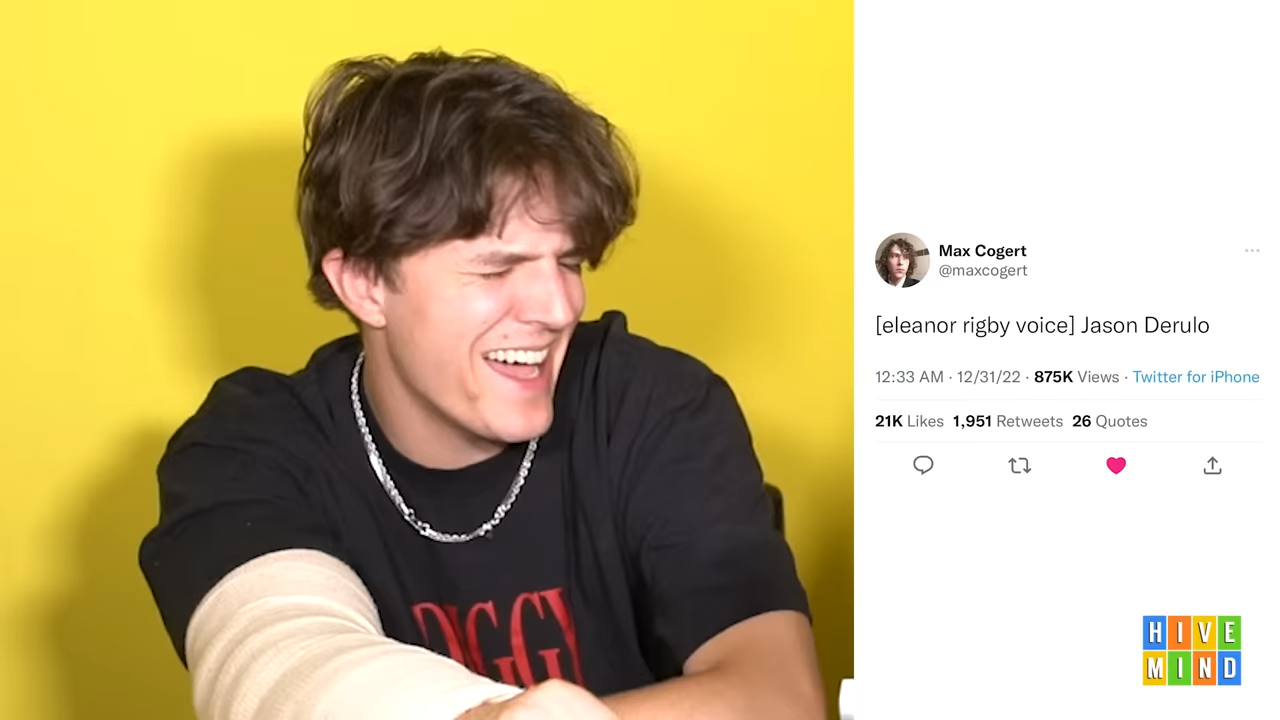 DIGGY
Max Cogert
@maxcogert
[eleanor rigby voice] Jason Derulo
12:33 AM · 12/31/22 · 875K Views · Twitter for iPhone
21K Likes 1,951 Retweets 26 Quotes
HIVE
MIND